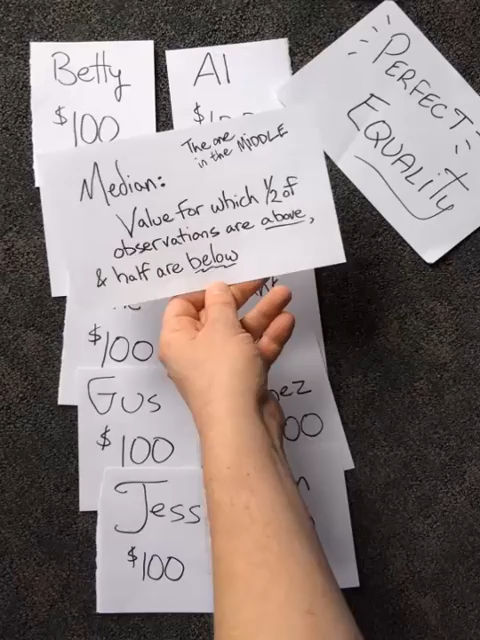 Betty
$100
Al
PERFECT
EQUALITY
Median:
The one
in the MIDDLE
Value for which 1/2 of
observations are above,
& half are below
$100
Gus
$100
Jess
$100